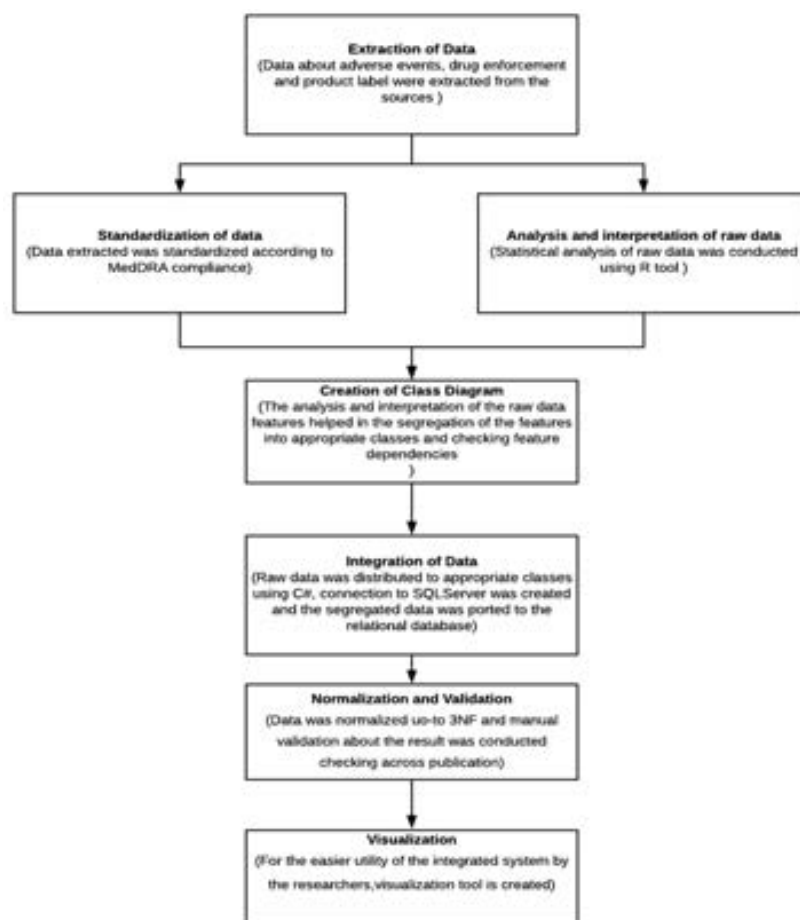 Extraction of Data
(Data about adverse events, drug enforcement
and product label were extracted from the
sources )
Standardization of data
(Data extracted was standardized according to
MedDRA compliance)
Analysis and interpretation of raw data
(Statistical analysis of raw data was conducted
using R tool )
Creation of Class Diagram
(The analysis and interpretation of the raw data
features helped in the segregation of the features
into appropriate classes and checking feature
dependencies
)
Integration of Data
(Raw data was distributed to appropriate classes
using C#, connection to SQLServer was created
and the segregated data was ported to the
relational database)
Normalization and Validation
(Data was normalized uo-to 3NF and manual
validation about the result was conducted
checking across publication)
Visualization
(For the easier utility of the integrated system by
the researchers,visualization tool is created)